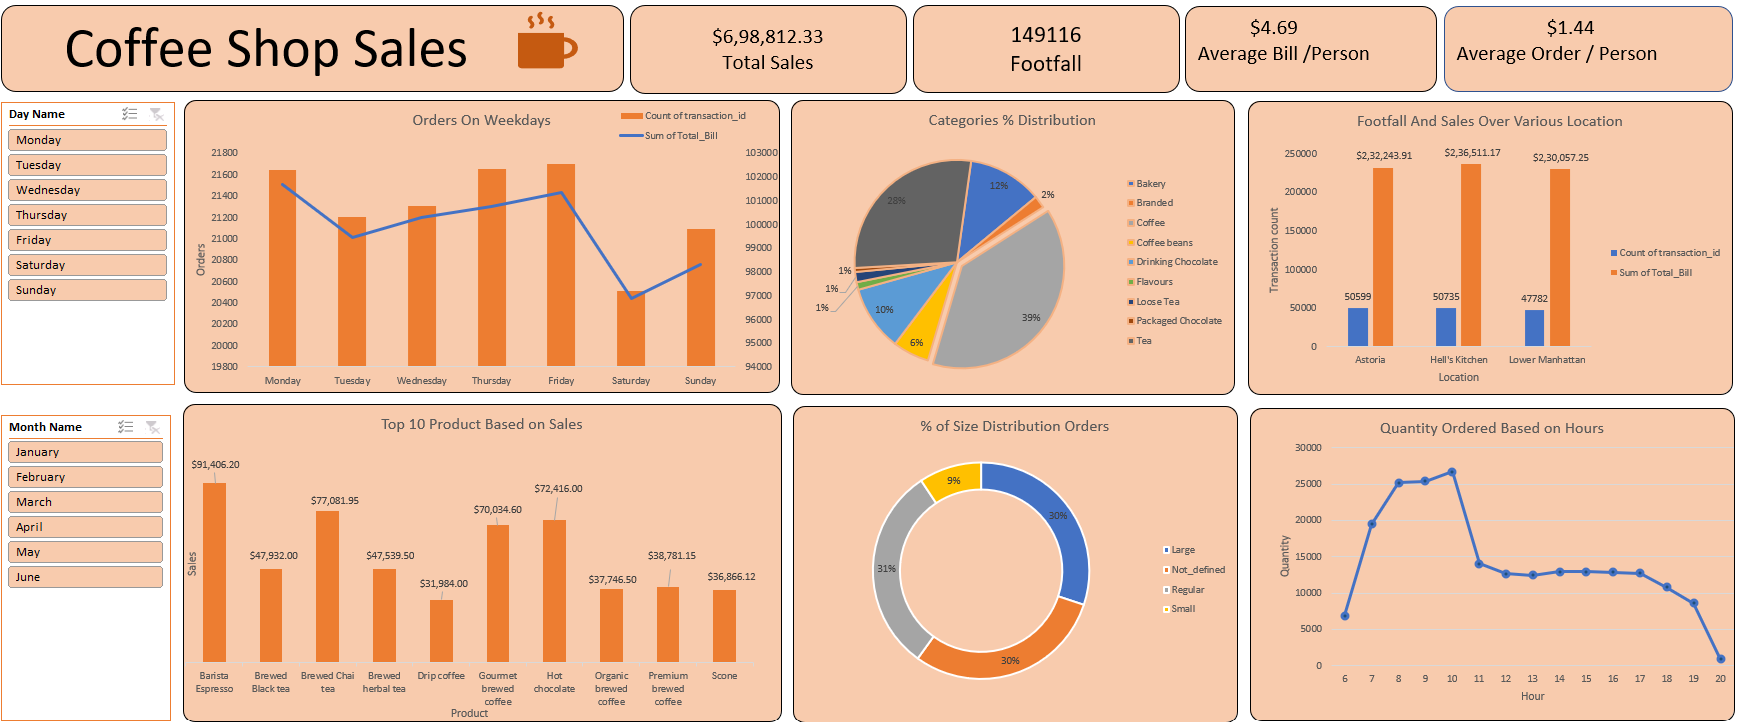 Coffee Shop Sales
$6,98,812.33
Total Sales
149116
Footfall
$4.69
Average Bill /Person
$1.44
Average Order / Person
Day Name
Monday
Tuesday
Wednesday
Thursday
Friday
Saturday
Sunday
Orders On Weekdays
Count of transaction_id
Sum of Total_Bill
21800
21600
21400
21200
21000
20800
20600
20400
20200
20000
19800
Orders
103000
102000
101000
100000
99000
98000
97000
96000
95000
94000
Monday
Tuesday
Wednesday
Thursday
Friday
Saturday
Sunday
Categories % Distribution
12%
2%
39%
6%
10%
1%
1%
1%
28%
Bakery
Branded
Coffee
Coffee beans
Drinking Chocolate
Flavours
Loose Tea
Packaged Chocolate
Tea
Footfall And Sales Over Various Location
250000
200000
150000
100000
50000
0
Transaction count
$2,32,243.91
$2,36,511.17
$2,30,057.25
50599
50735
47782
Astoria
Hell's Kitchen
Lower Manhattan
Location
Count of transaction_id
Sum of Total_Bill
Month Name
January
February
March
April
May
June
Top 10 Product Based on Sales
Sales
$91,406.20
$47,932.00
$77,081.95
$47,539.50
$31,984.00
$70,034.60
$72,416.00
$37,746.50
$38,781.15
$36,866.12
Barista
Espresso
Brewed
Black tea
Brewed Chai
tea
Brewed
herbal tea
Drip coffee
Gourmet
brewed
coffee
Hot
chocolate
Organic
brewed
coffee
Premium
brewed
coffee
Scone
Product
% of Size Distribution Orders
30%
30%
31%
9%
Large
Not_defined
Regular
Small
Quantity Ordered Based on Hours
30000
25000
20000
15000
10000
5000
0
Quantity
6
7
8
9
10
11
12
13
14
15
16
17
18
19
20
Hour